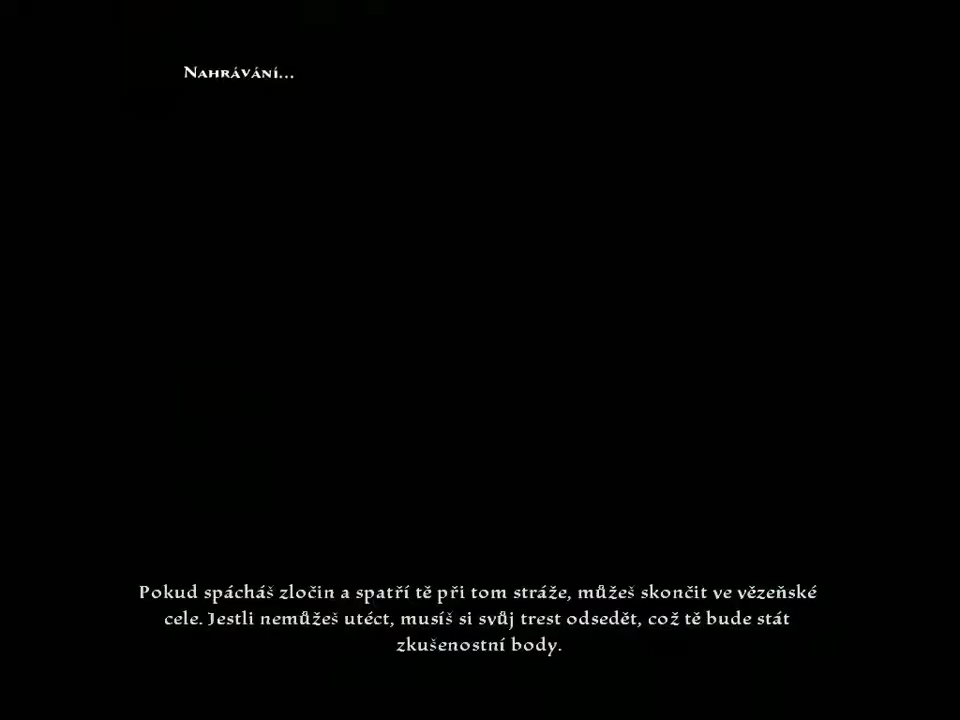 Nahrávání...
Pokud spácháš zločin a spatří tě při tom stráže, můžeš skončit ve vězeňské
cele. Jestli nemůžeš utéct, musíš si svůj trest odsedět, což tě bude stát
zkušenostní body.